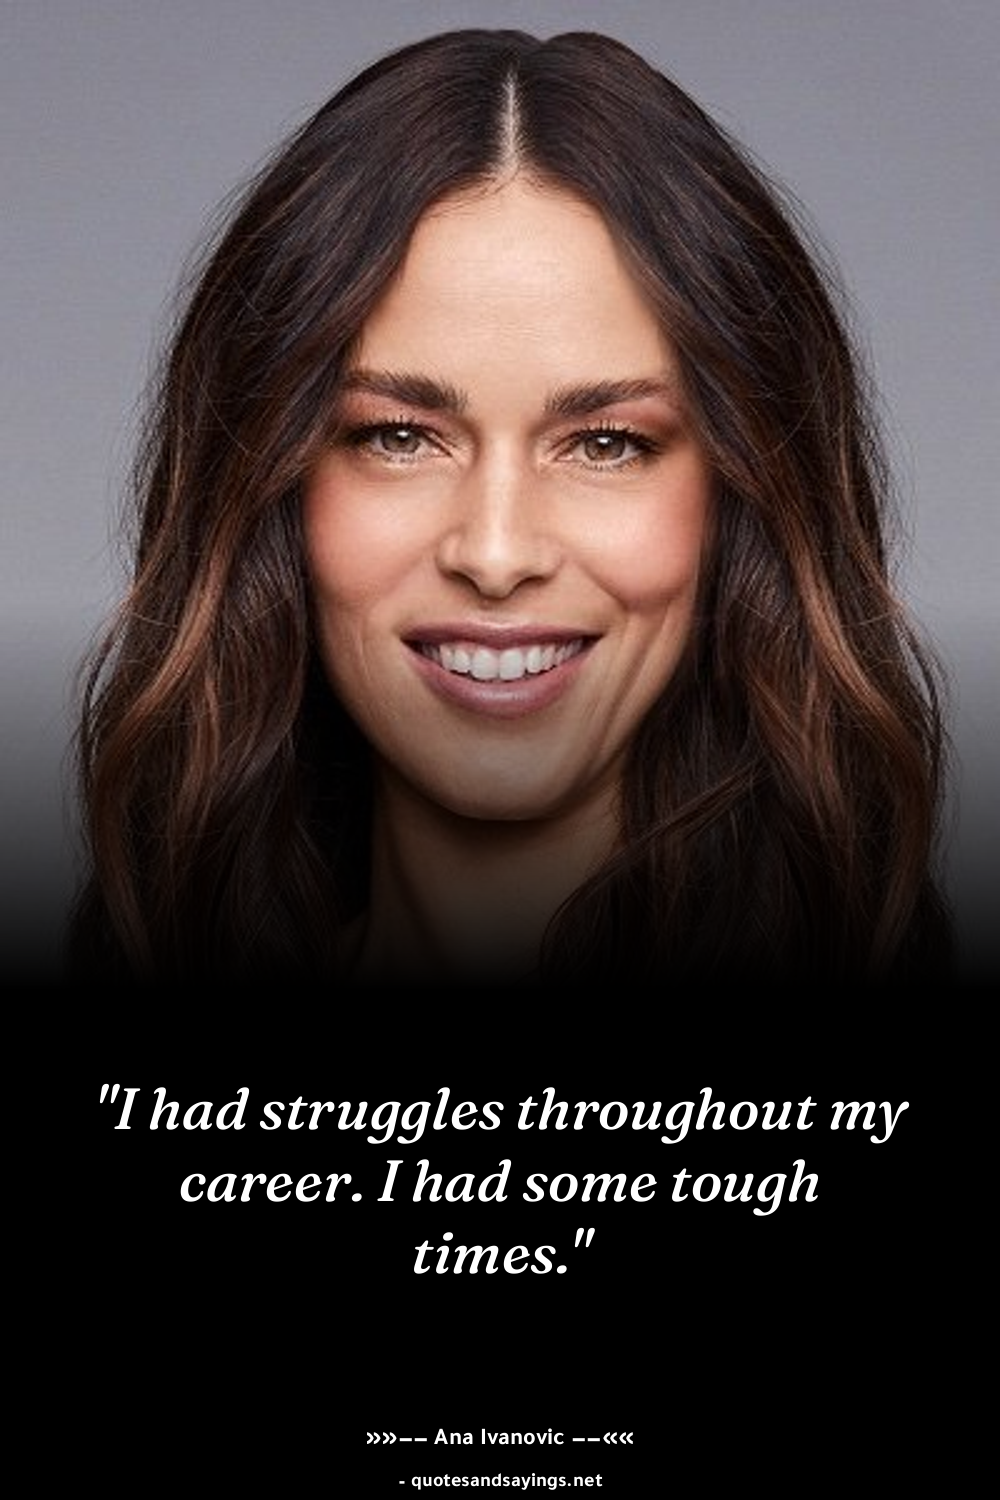 "I had struggles throughout my
career. I had some tough
times."
»»–– Ana Ivanovic ––««
- quotesandsayings.net